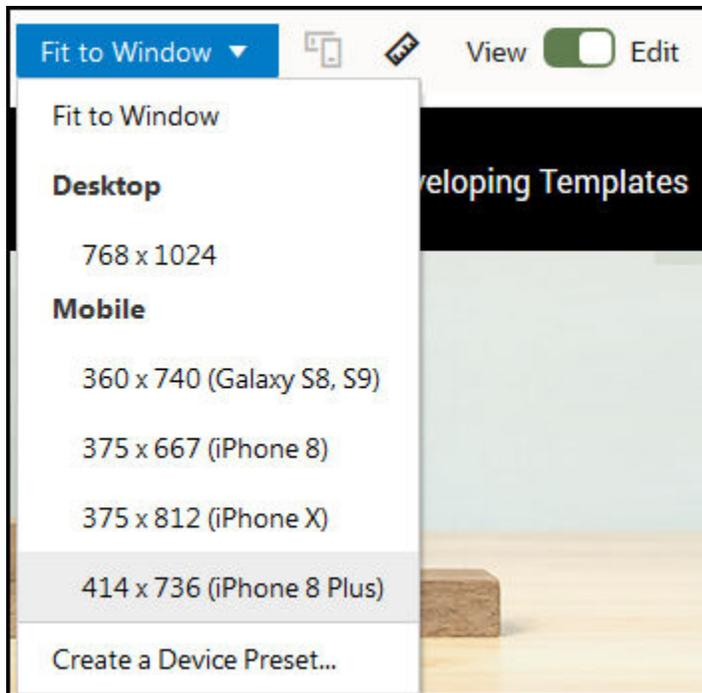 Fit to Window
View
Edit
Fit to Window
Desktop
veloping Templates
768 x 1024
Mobile
360 x 740 (Galaxy S8, S9)
375 x 667 (iPhone 8)
375 x 812 (iPhone X)
414 x 736 (iPhone 8 Plus)
Create a Device Preset...